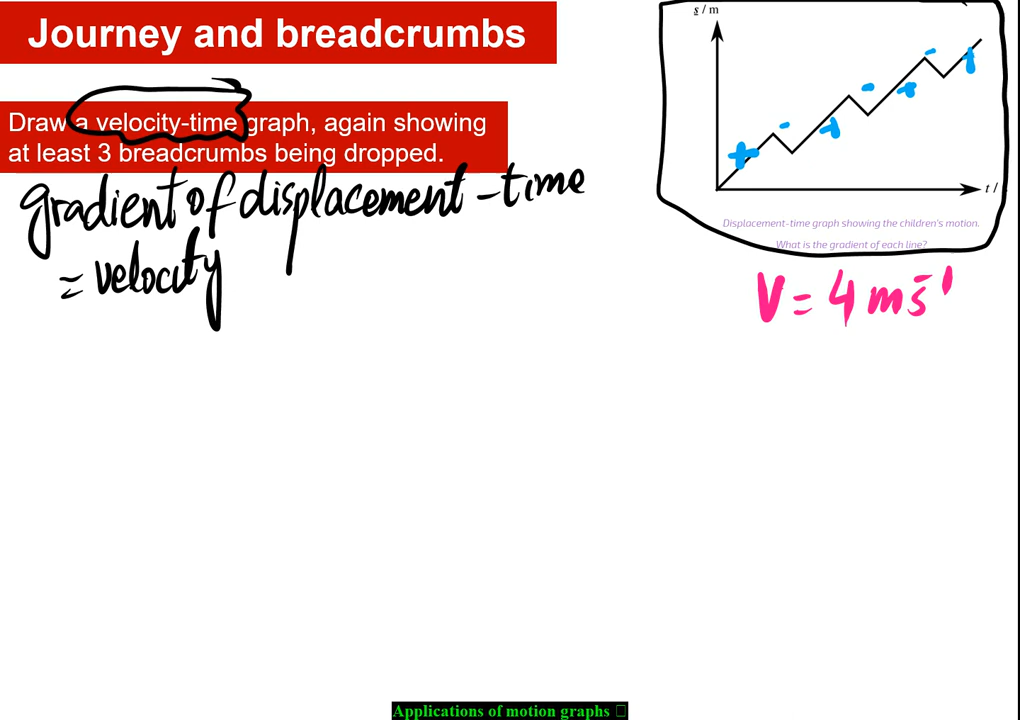 Journey and breadcrumbs
Draw a velocity-time graph, again showing
at least 3 breadcrumbs being dropped.
gradient of displacement - time
= velocity
s / m
+ - + - + - +
t /
Displacement-time graph showing the children's motion.
What is the gradient of each line?
V = 4 ms⁻¹
Applications of motion graphs